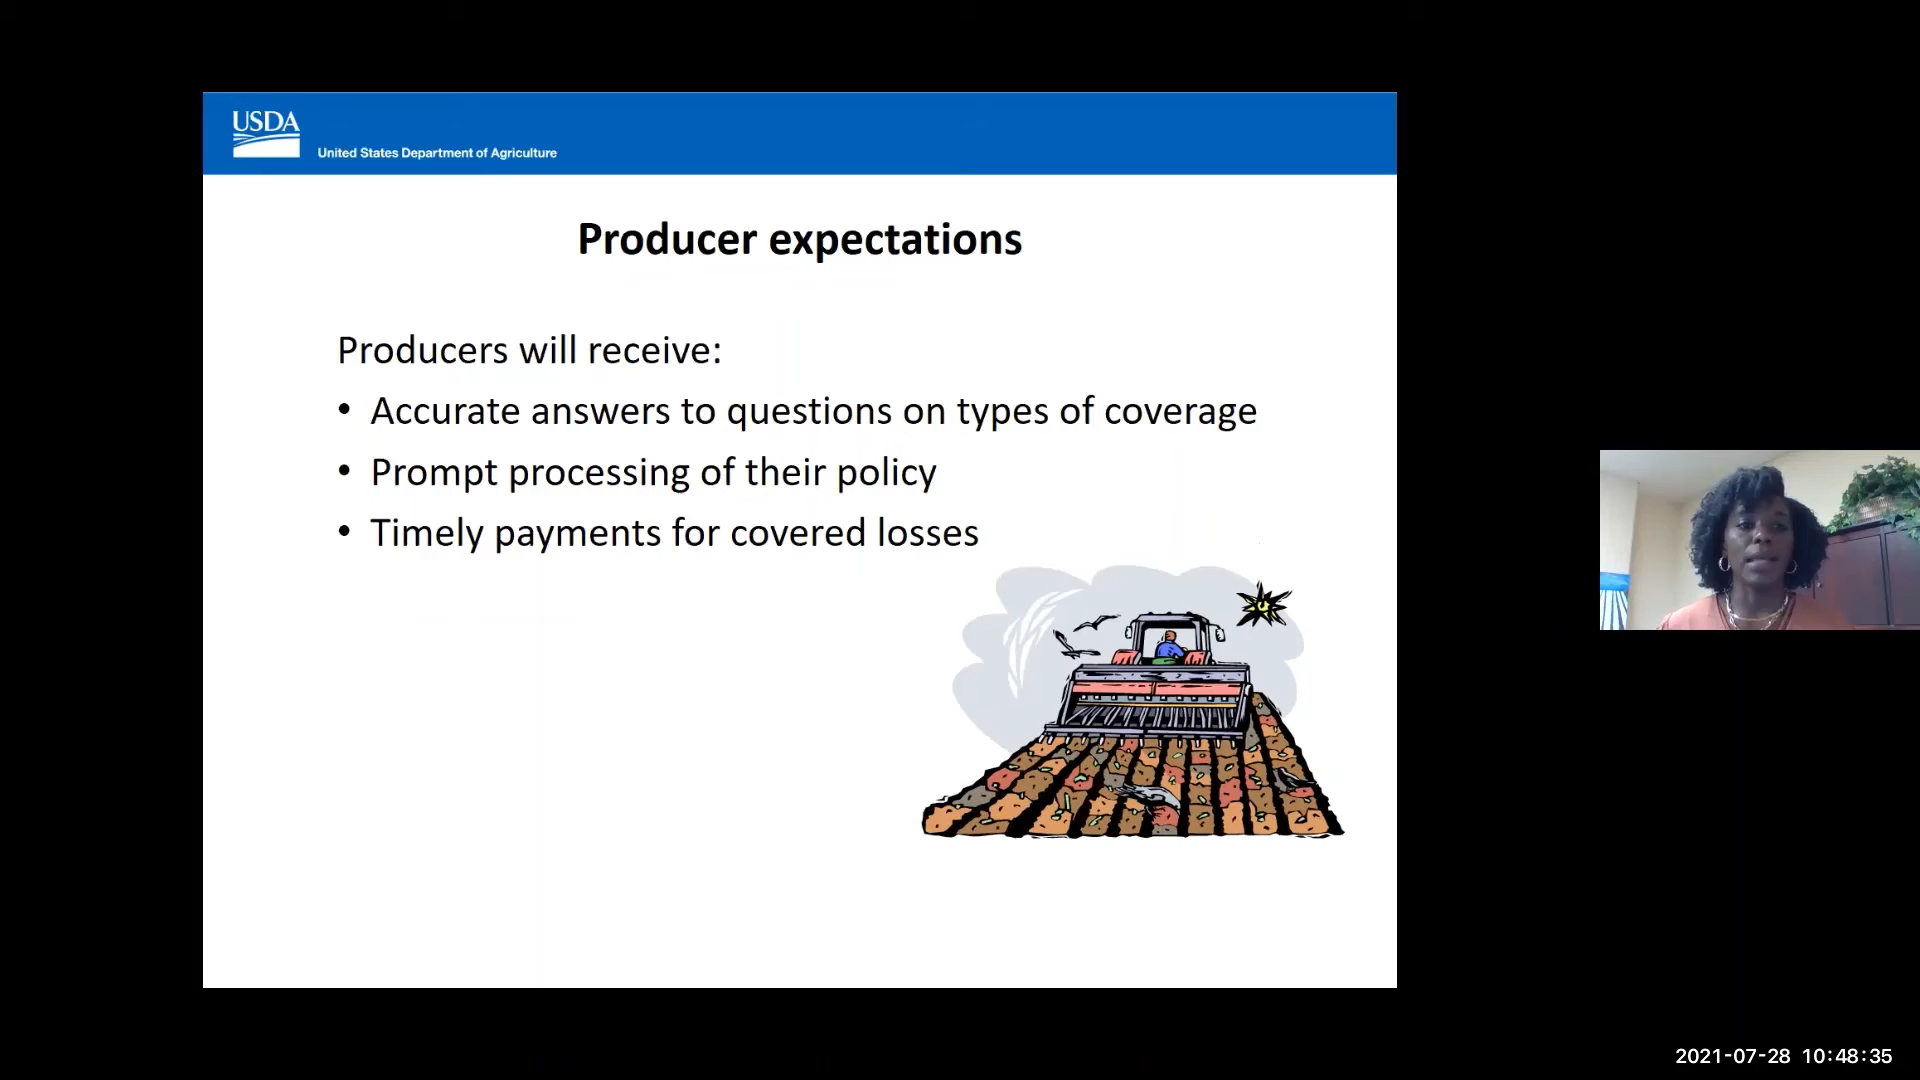 USDA
United States Department of Agriculture
Producer expectations
Producers will receive:
• Accurate answers to questions on types of coverage
• Prompt processing of their policy
• Timely payments for covered losses
2021-07-28 10:48:35